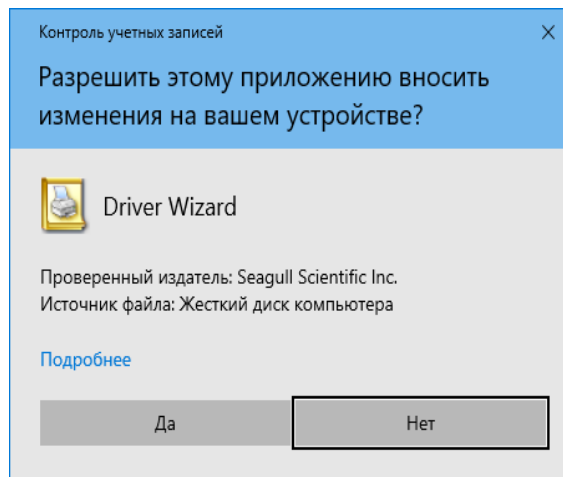 Контроль учетных записей
Разрешить этому приложению вносить
изменения на вашем устройстве?
Driver Wizard
Проверенный издатель: Seagull Scientific Inc.
Источник файла: Жесткий диск компьютера
Подробнее
Да
Нет